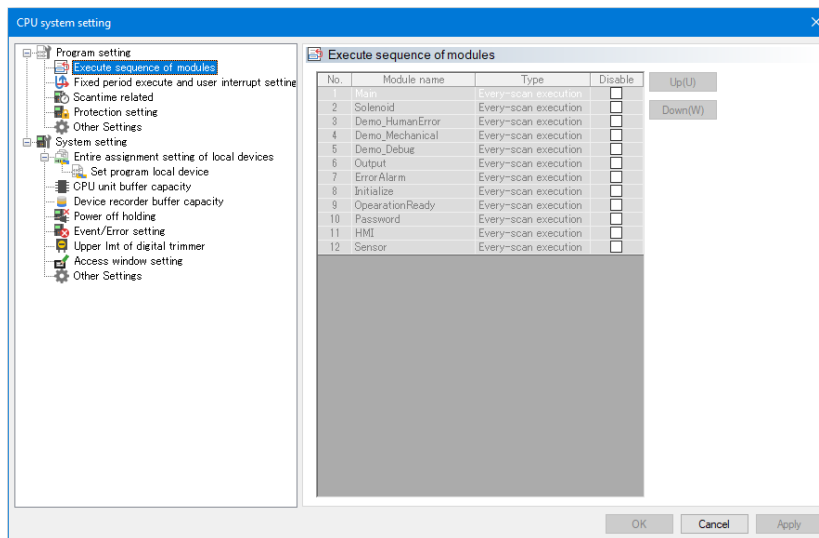 CPU system setting
Program setting
Execute sequence of modules
Fixed period execute and user interrupt setting
Scantime related
Protection setting
Other Settings
System setting
Entire assignment setting of local devices
Set program local device
CPU unit buffer capacity
Device recorder buffer capacity
Power off holding
Event/Error setting
Upper lmt of digital trimmer
Access window setting
Other Settings
Execute sequence of modules
No. Module name Type Disable
1 Main Every-scan execution
2 Solenoid Every-scan execution
3 Demo_HumanError Every-scan execution
4 Demo_Mechanical Every-scan execution
5 Demo_Debug Every-scan execution
6 Output Every-scan execution
7 ErrorAlarm Every-scan execution
8 Initialize Every-scan execution
9 OpearationReady Every-scan execution
10 Password Every-scan execution
11 HMI Every-scan execution
12 Sensor Every-scan execution
Up(U)
Down(W)
OK Cancel Apply